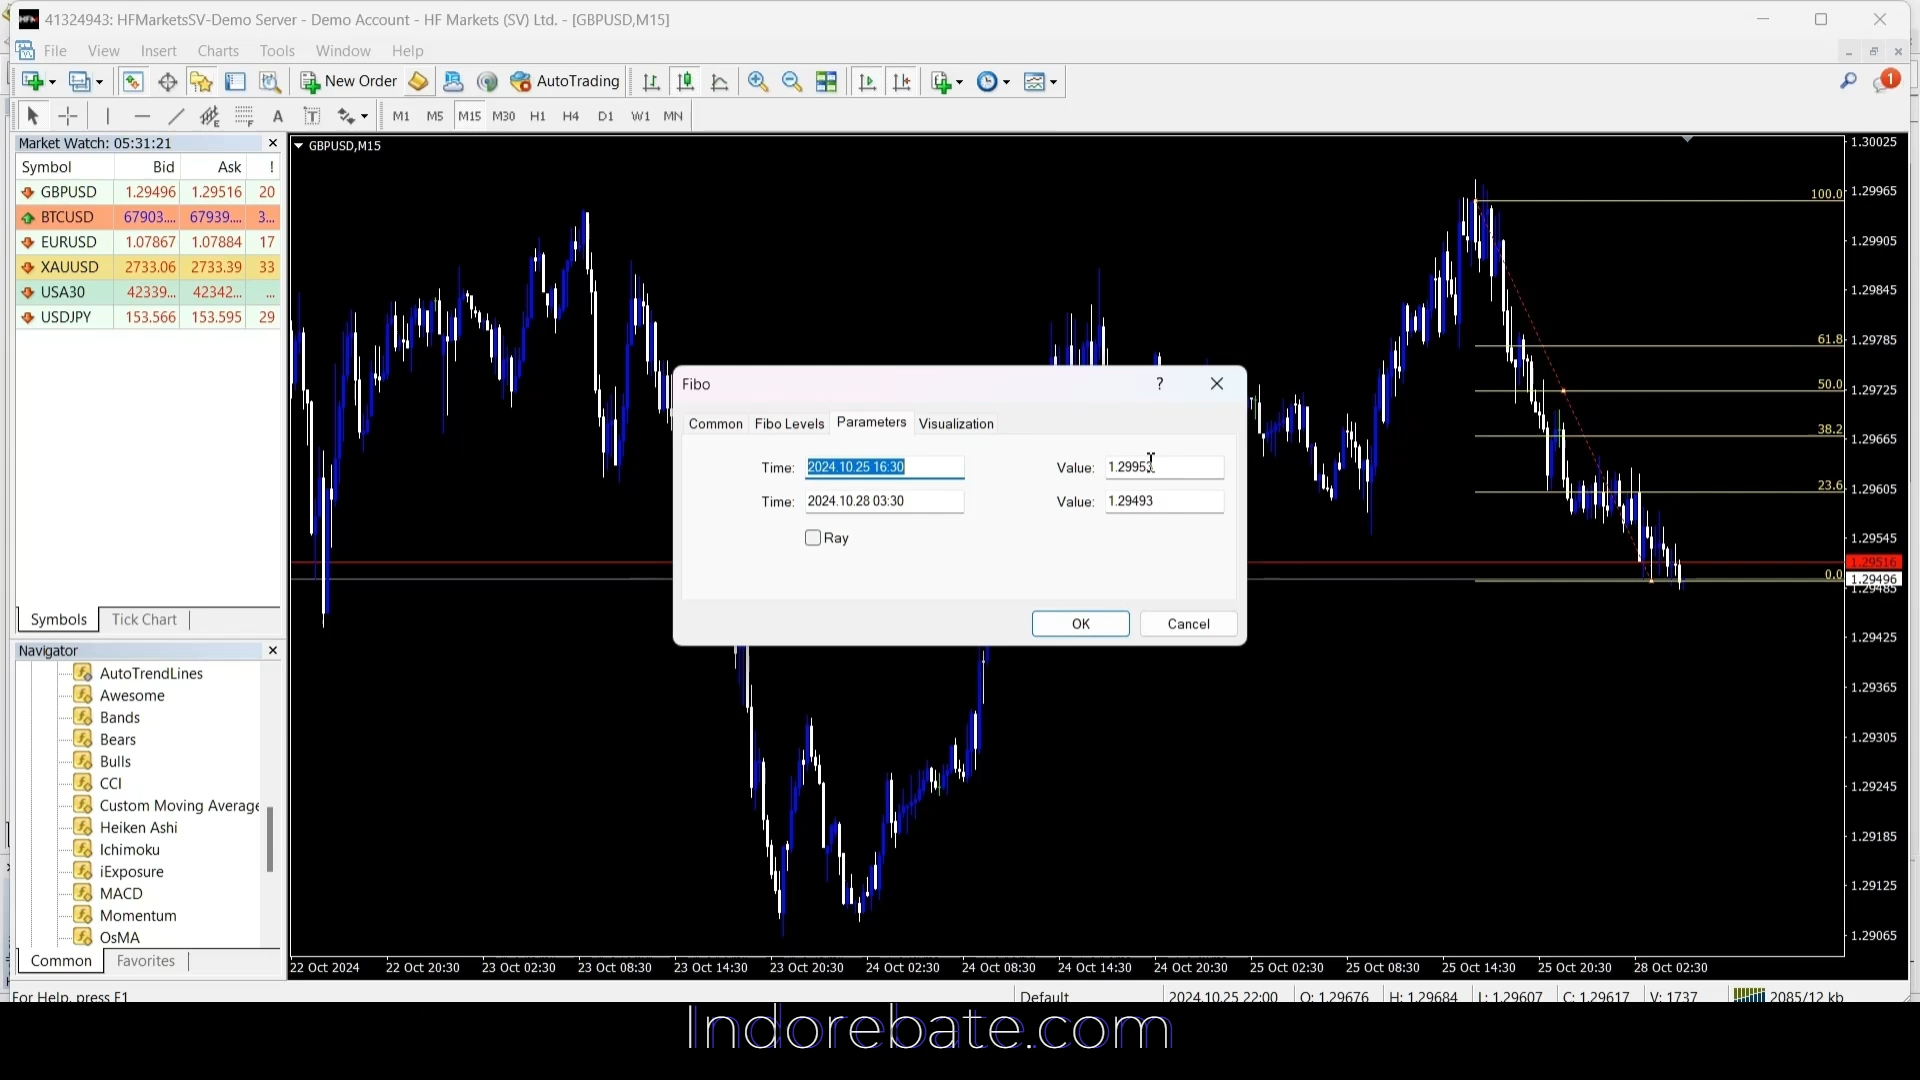 41324943: HFMarketsSV-Demo Server - Demo Account - HF Markets (SV) Ltd. - [GBPUSD,M15]
File View Insert Charts Tools Window Help
New Order AutoTrading 1
A T M1 M5 M15 M30 H1 H4 D1 W1 MN
Market Watch: 05:31:21
Symbol Bid Ask !
GBPUSD 1.29496 1.29516 20
BTCUSD 67903.... 67939.... 3...
EURUSD 1.07867 1.07884 17
XAUUSD 2733.06 2733.39 33
USA30 42339... 42342... ...
USDJPY 153.566 153.595 29
Symbols Tick Chart
Navigator
AutoTrendLines
Awesome
Bands
Bears
Bulls
CCI
Custom Moving Average
Heiken Ashi
Ichimoku
iExposure
MACD
Momentum
OsMA
Common Favorites
GBPUSD,M15
100.0
61.8
50.0
38.2
23.6
0.0
Fibo ?
Common Fibo Levels Parameters Visualization
Time: 2024.10.25 16:30 Value: 1.2995
Time: 2024.10.28 03:30 Value: 1.29493
Ray
OK Cancel
1.30025
1.29965
1.29905
1.29845
1.29785
1.29725
1.29665
1.29605
1.29545
1.29516
1.29496
1.29485
1.29425
1.29365
1.29305
1.29245
1.29185
1.29125
1.29065
22 Oct 2024 22 Oct 20:30 23 Oct 02:30 23 Oct 08:30 23 Oct 14:30 23 Oct 20:30 24 Oct 02:30 24 Oct 08:30 24 Oct 14:30 24 Oct 20:30 25 Oct 02:30 25 Oct 08:30 25 Oct 14:30 25 Oct 20:30 28 Oct 02:30
For Help, press F1 Default 2024.10.25 22:00 O: 1.29676 H: 1.29684 L: 1.29607 C: 1.29617 V: 1737 2085/12 kb
Indorebate.com